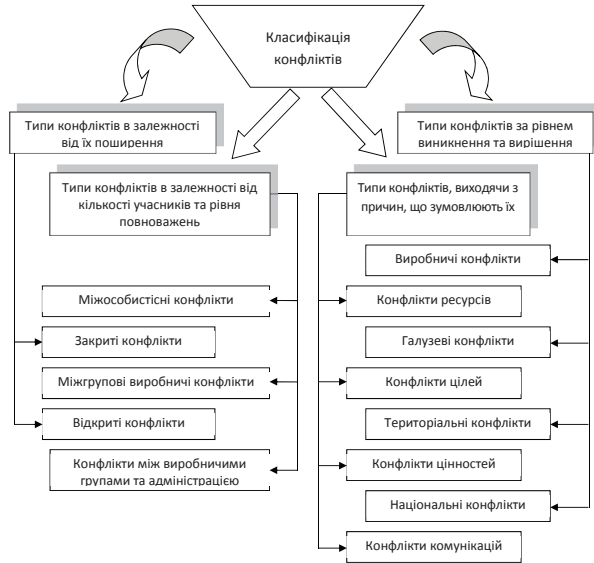 Класифікація
конфліктів
Типи конфліктів в залежності
від їх поширення
Типи конфліктів за рівнем
виникнення та вирішення
Типи конфліктів в залежності від
кількості учасників та рівня
повноважень
Типи конфліктів, виходячи з
причин, що зумовлюють їх
Виробничі конфлікти
Міжособистісні конфлікти
Конфлікти ресурсів
Закриті конфлікти
Галузеві конфлікти
Міжгрупові виробничі конфлікти
Конфлікти цілей
Відкриті конфлікти
Територіальні конфлікти
Конфлікти між виробничими
групами та адміністрацією
Конфлікти цінностей
Національні конфлікти
Конфлікти комунікацій